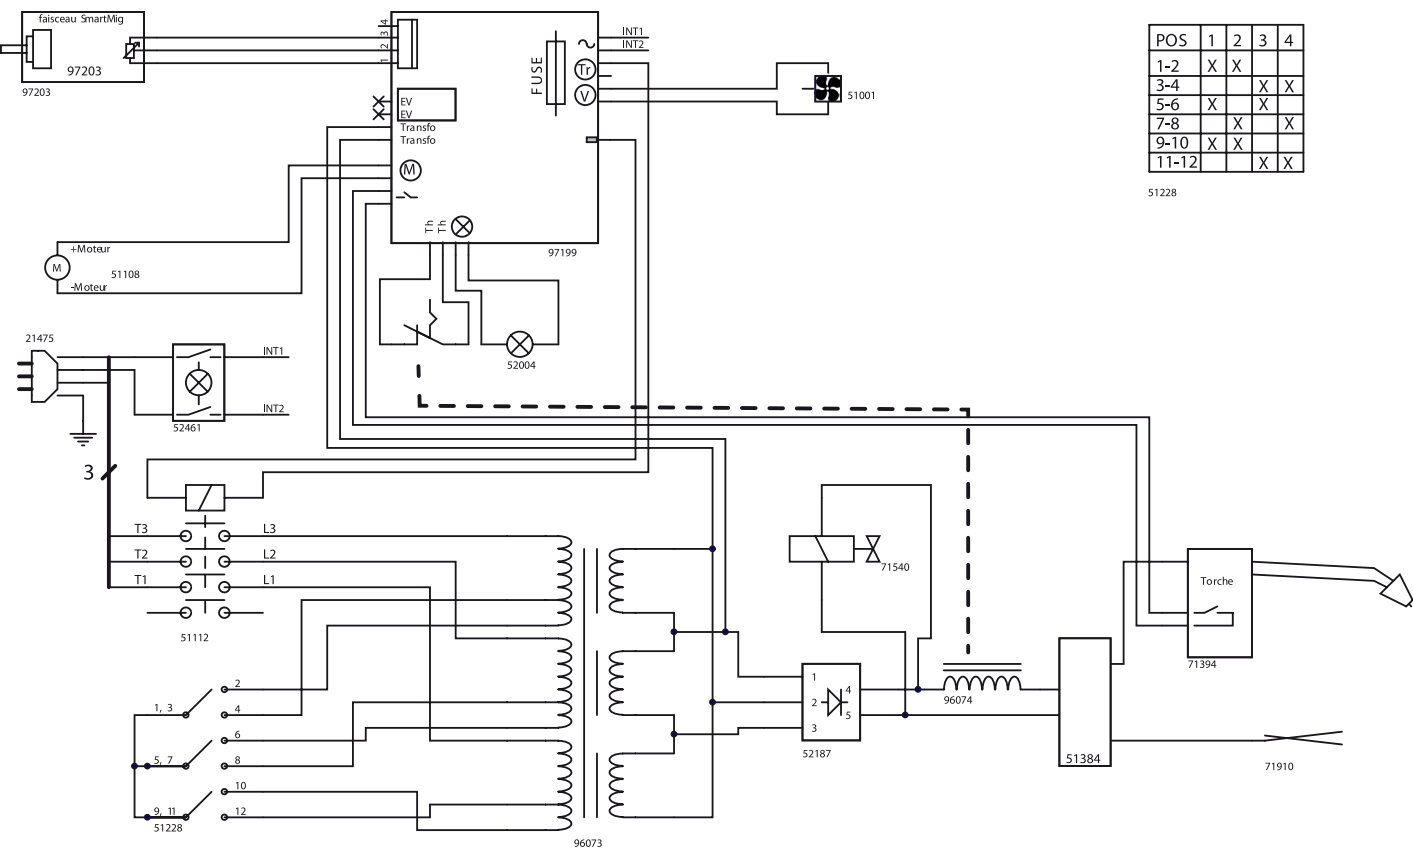 faisceau SmartMig
97203
97203
4
3
2
1
EV
EV
Transfo
Transfo
M
Th
Th
FUSE
Tr
V
97199
INT1
INT2
51001
POS 1 2 3 4
1-2 X X
3-4 X X
5-6 X X
7-8 X X
9-10 X X
11-12 X X
51228
+Moteur
M
51108
-Moteur
21475
INT1
INT2
52461
52004
3
T3 L3
T2 L2
T1 L1
51112
2
1, 3
4
6
5, 7
8
10
9, 11
12
51228
96073
71540
1
2
3
4
5
52187
96074
51384
Torche
71394
71910